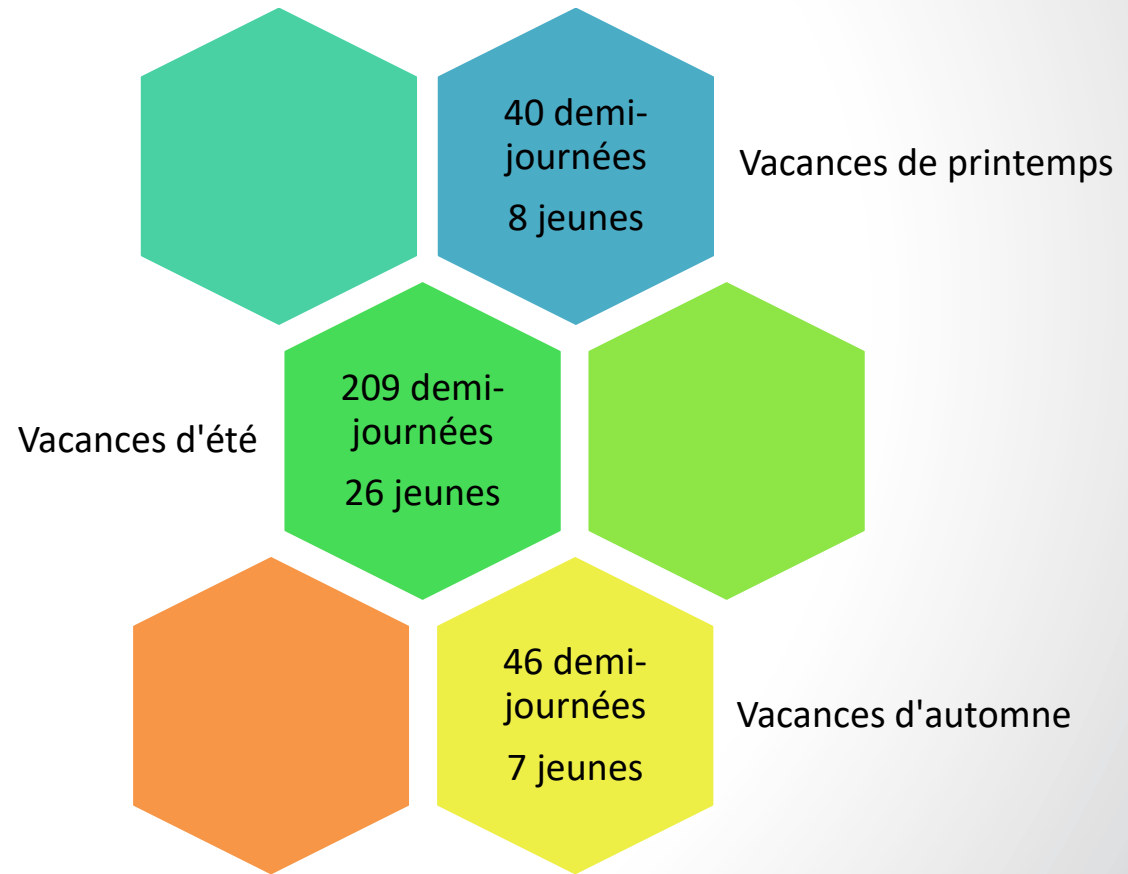 40 demi-
journées
8 jeunes
Vacances de printemps
Vacances d'été
209 demi-
journées
26 jeunes
46 demi-
journées
7 jeunes
Vacances d'automne